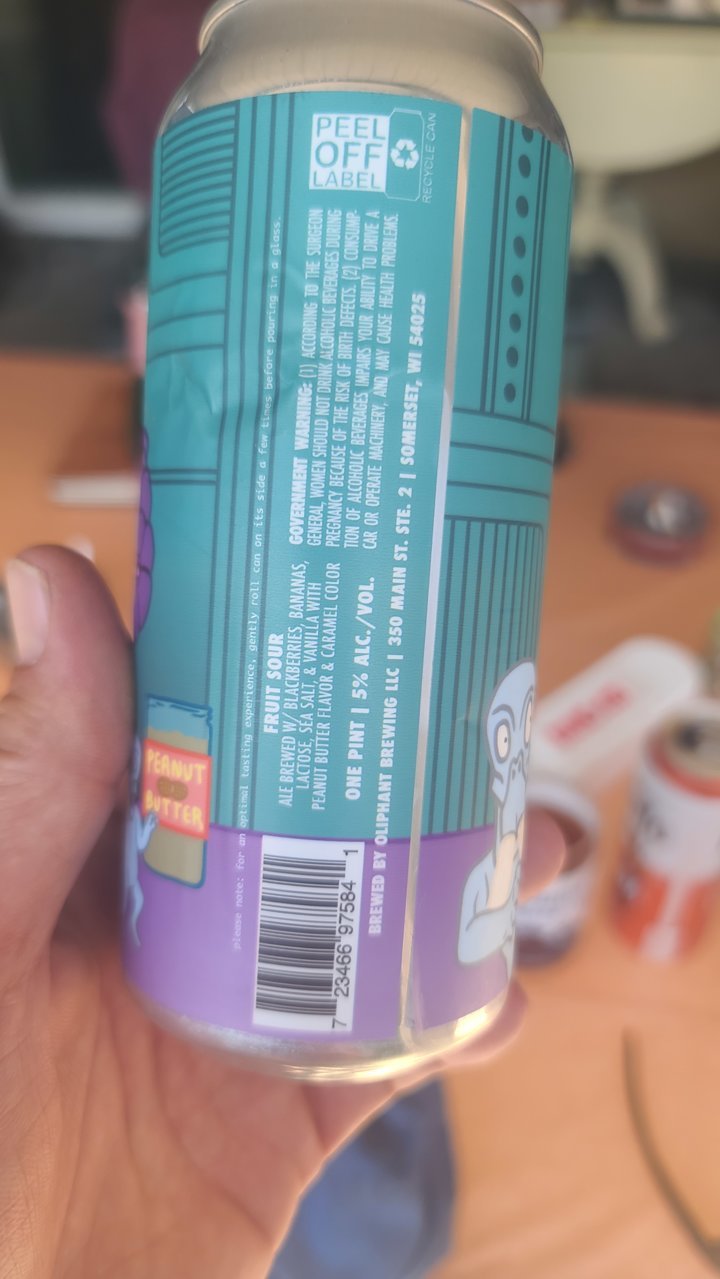 PEEL
OFF
LABEL
RECYCLE CAN
please note: for an optimal tasting experience, gently roll can on its side a few times before pouring in a glass.
FRUIT SOUR
ALE BREWED W/ BLACKBERRIES, BANANAS,
LACTOSE, SEA SALT, & VANILLA WITH
PEANUT BUTTER FLAVOR & CARAMEL COLOR
ONE PINT | 5% ALC./VOL.
GOVERNMENT WARNING: (1) ACCORDING TO THE SURGEON
GENERAL, WOMEN SHOULD NOT DRINK ALCOHOLIC BEVERAGES DURING
PREGNANCY BECAUSE OF THE RISK OF BIRTH DEFECTS. (2) CONSUMP-
TION OF ALCOHOLIC BEVERAGES IMPAIRS YOUR ABILITY TO DRIVE A
CAR OR OPERATE MACHINERY, AND MAY CAUSE HEALTH PROBLEMS.
BREWED BY OLIPHANT BREWING LLC | 350 MAIN ST. STE. 2 | SOMERSET, WI 54025
PEANUT
BUTTER
7 23466 97584 1